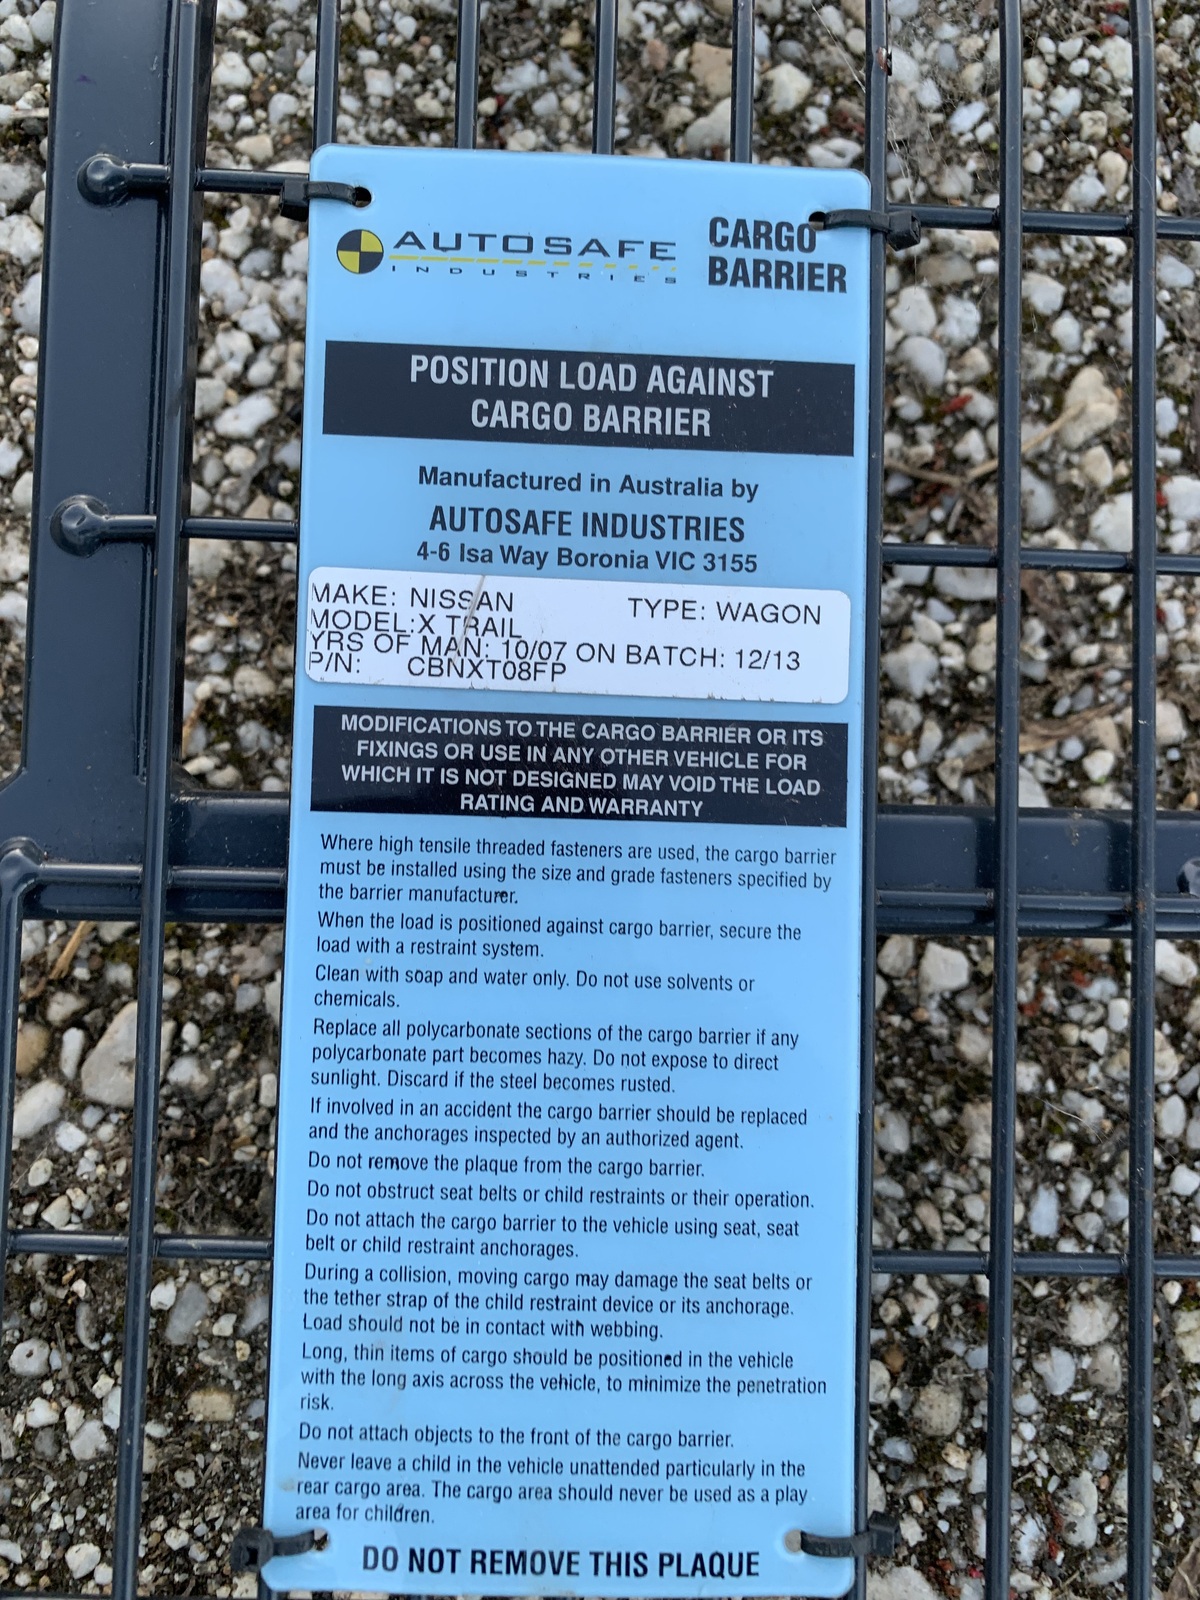 AUTOSAFE
INDUSTRIES
CARGO
BARRIER
POSITION LOAD AGAINST
CARGO BARRIER
Manufactured in Australia by
AUTOSAFE INDUSTRIES
4-6 Isa Way Boronia VIC 3155
MAKE: NISSAN TYPE: WAGON
MODEL:X TRAIL
YRS OF MAN: 10/07 ON BATCH: 12/13
P/N: CBNXT08FP
MODIFICATIONS TO THE CARGO BARRIER OR ITS
FIXINGS OR USE IN ANY OTHER VEHICLE FOR
WHICH IT IS NOT DESIGNED MAY VOID THE LOAD
RATING AND WARRANTY
Where high tensile threaded fasteners are used, the cargo barrier
must be installed using the size and grade fasteners specified by
the barrier manufacturer.
When the load is positioned against cargo barrier, secure the
load with a restraint system.
Clean with soap and water only. Do not use solvents or
chemicals.
Replace all polycarbonate sections of the cargo barrier if any
polycarbonate part becomes hazy. Do not expose to direct
sunlight. Discard if the steel becomes rusted.
If involved in an accident the cargo barrier should be replaced
and the anchorages inspected by an authorized agent.
Do not remove the plaque from the cargo barrier.
Do not obstruct seat belts or child restraints or their operation.
Do not attach the cargo barrier to the vehicle using seat, seat
belt or child restraint anchorages.
During a collision, moving cargo may damage the seat belts or
the tether strap of the child restraint device or its anchorage.
Load should not be in contact with webbing.
Long, thin items of cargo should be positioned in the vehicle
with the long axis across the vehicle, to minimize the penetration
risk.
Do not attach objects to the front of the cargo barrier.
Never leave a child in the vehicle unattended particularly in the
rear cargo area. The cargo area should never be used as a play
area for children.
DO NOT REMOVE THIS PLAQUE